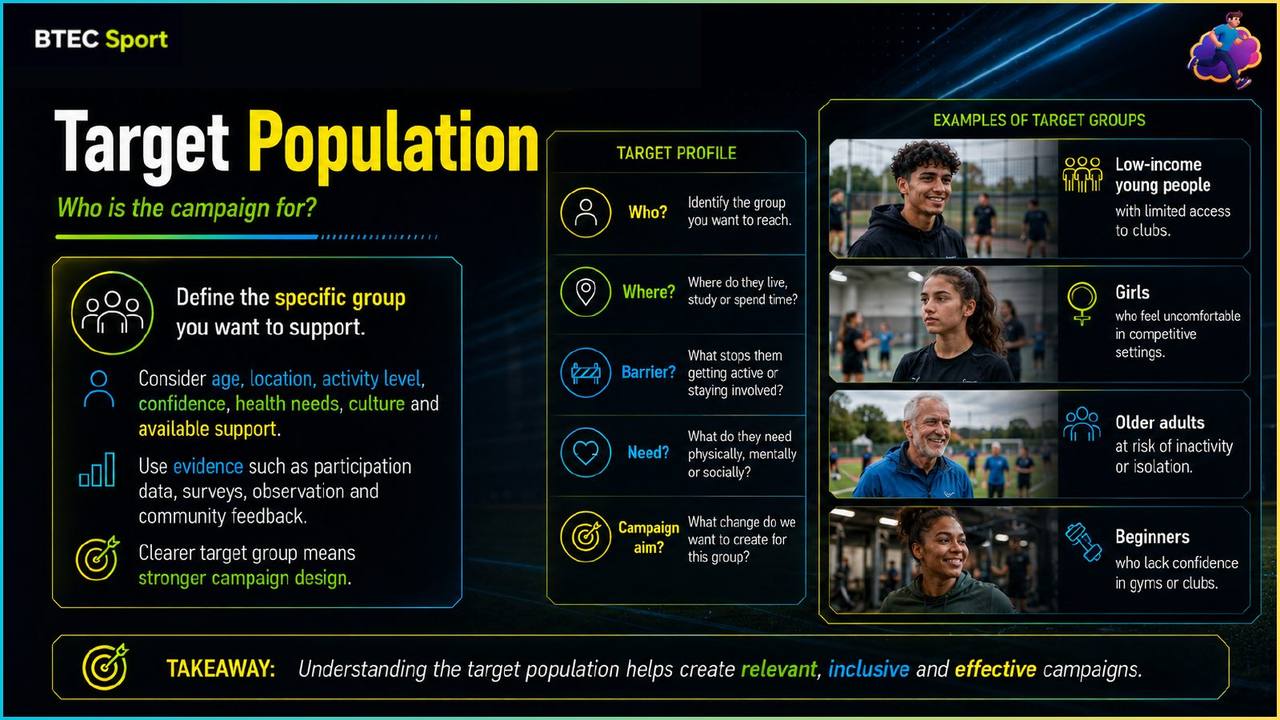 BTEC Sport
Target Population
Who is the campaign for?
Define the specific group
you want to support.
Consider age, location, activity level,
confidence, health needs, culture and
available support.
Use evidence such as participation
data, surveys, observation and
community feedback.
Clearer target group means
stronger campaign design.
TARGET PROFILE
Who?
Identify the group
you want to reach.
Where?
Where do they live,
study or spend time?
Barrier?
What stops them
getting active or
staying involved?
Need?
What do they need
physically, mentally
or socially?
Campaign
aim?
What change do we
want to create for
this group?
EXAMPLES OF TARGET GROUPS
Low-income
young people
with limited access
to clubs.
Girls
who feel uncomfortable
in competitive
settings.
Older adults
at risk of inactivity
or isolation.
Beginners
who lack confidence
in gyms or clubs.
TAKEAWAY: Understanding the target population helps create relevant, inclusive and effective campaigns.